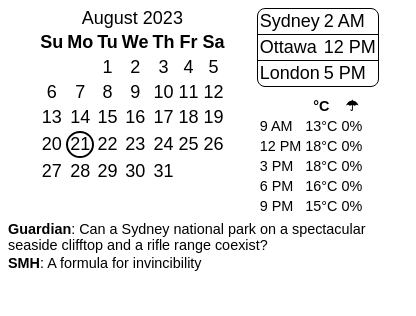 August 2023
Su Mo Tu We Th Fr Sa
1 2 3 4 5
6 7 8 9 10 11 12
13 14 15 16 17 18 19
20 21 22 23 24 25 26
27 28 29 30 31
Sydney 2 AM
Ottawa 12 PM
London 5 PM
°C ☂
9 AM 13°C 0%
12 PM 18°C 0%
3 PM 18°C 0%
6 PM 16°C 0%
9 PM 15°C 0%
Guardian: Can a Sydney national park on a spectacular
seaside clifftop and a rifle range coexist?
SMH: A formula for invincibility